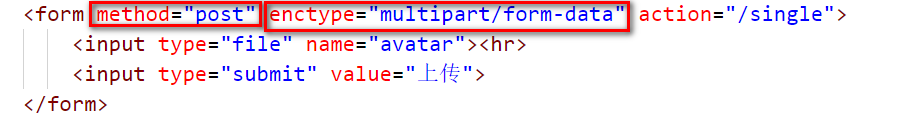 <form method="post" enctype="multipart/form-data" action="/single">
<input type="file" name="avatar"><hr>
<input type="submit" value="上传">
</form>